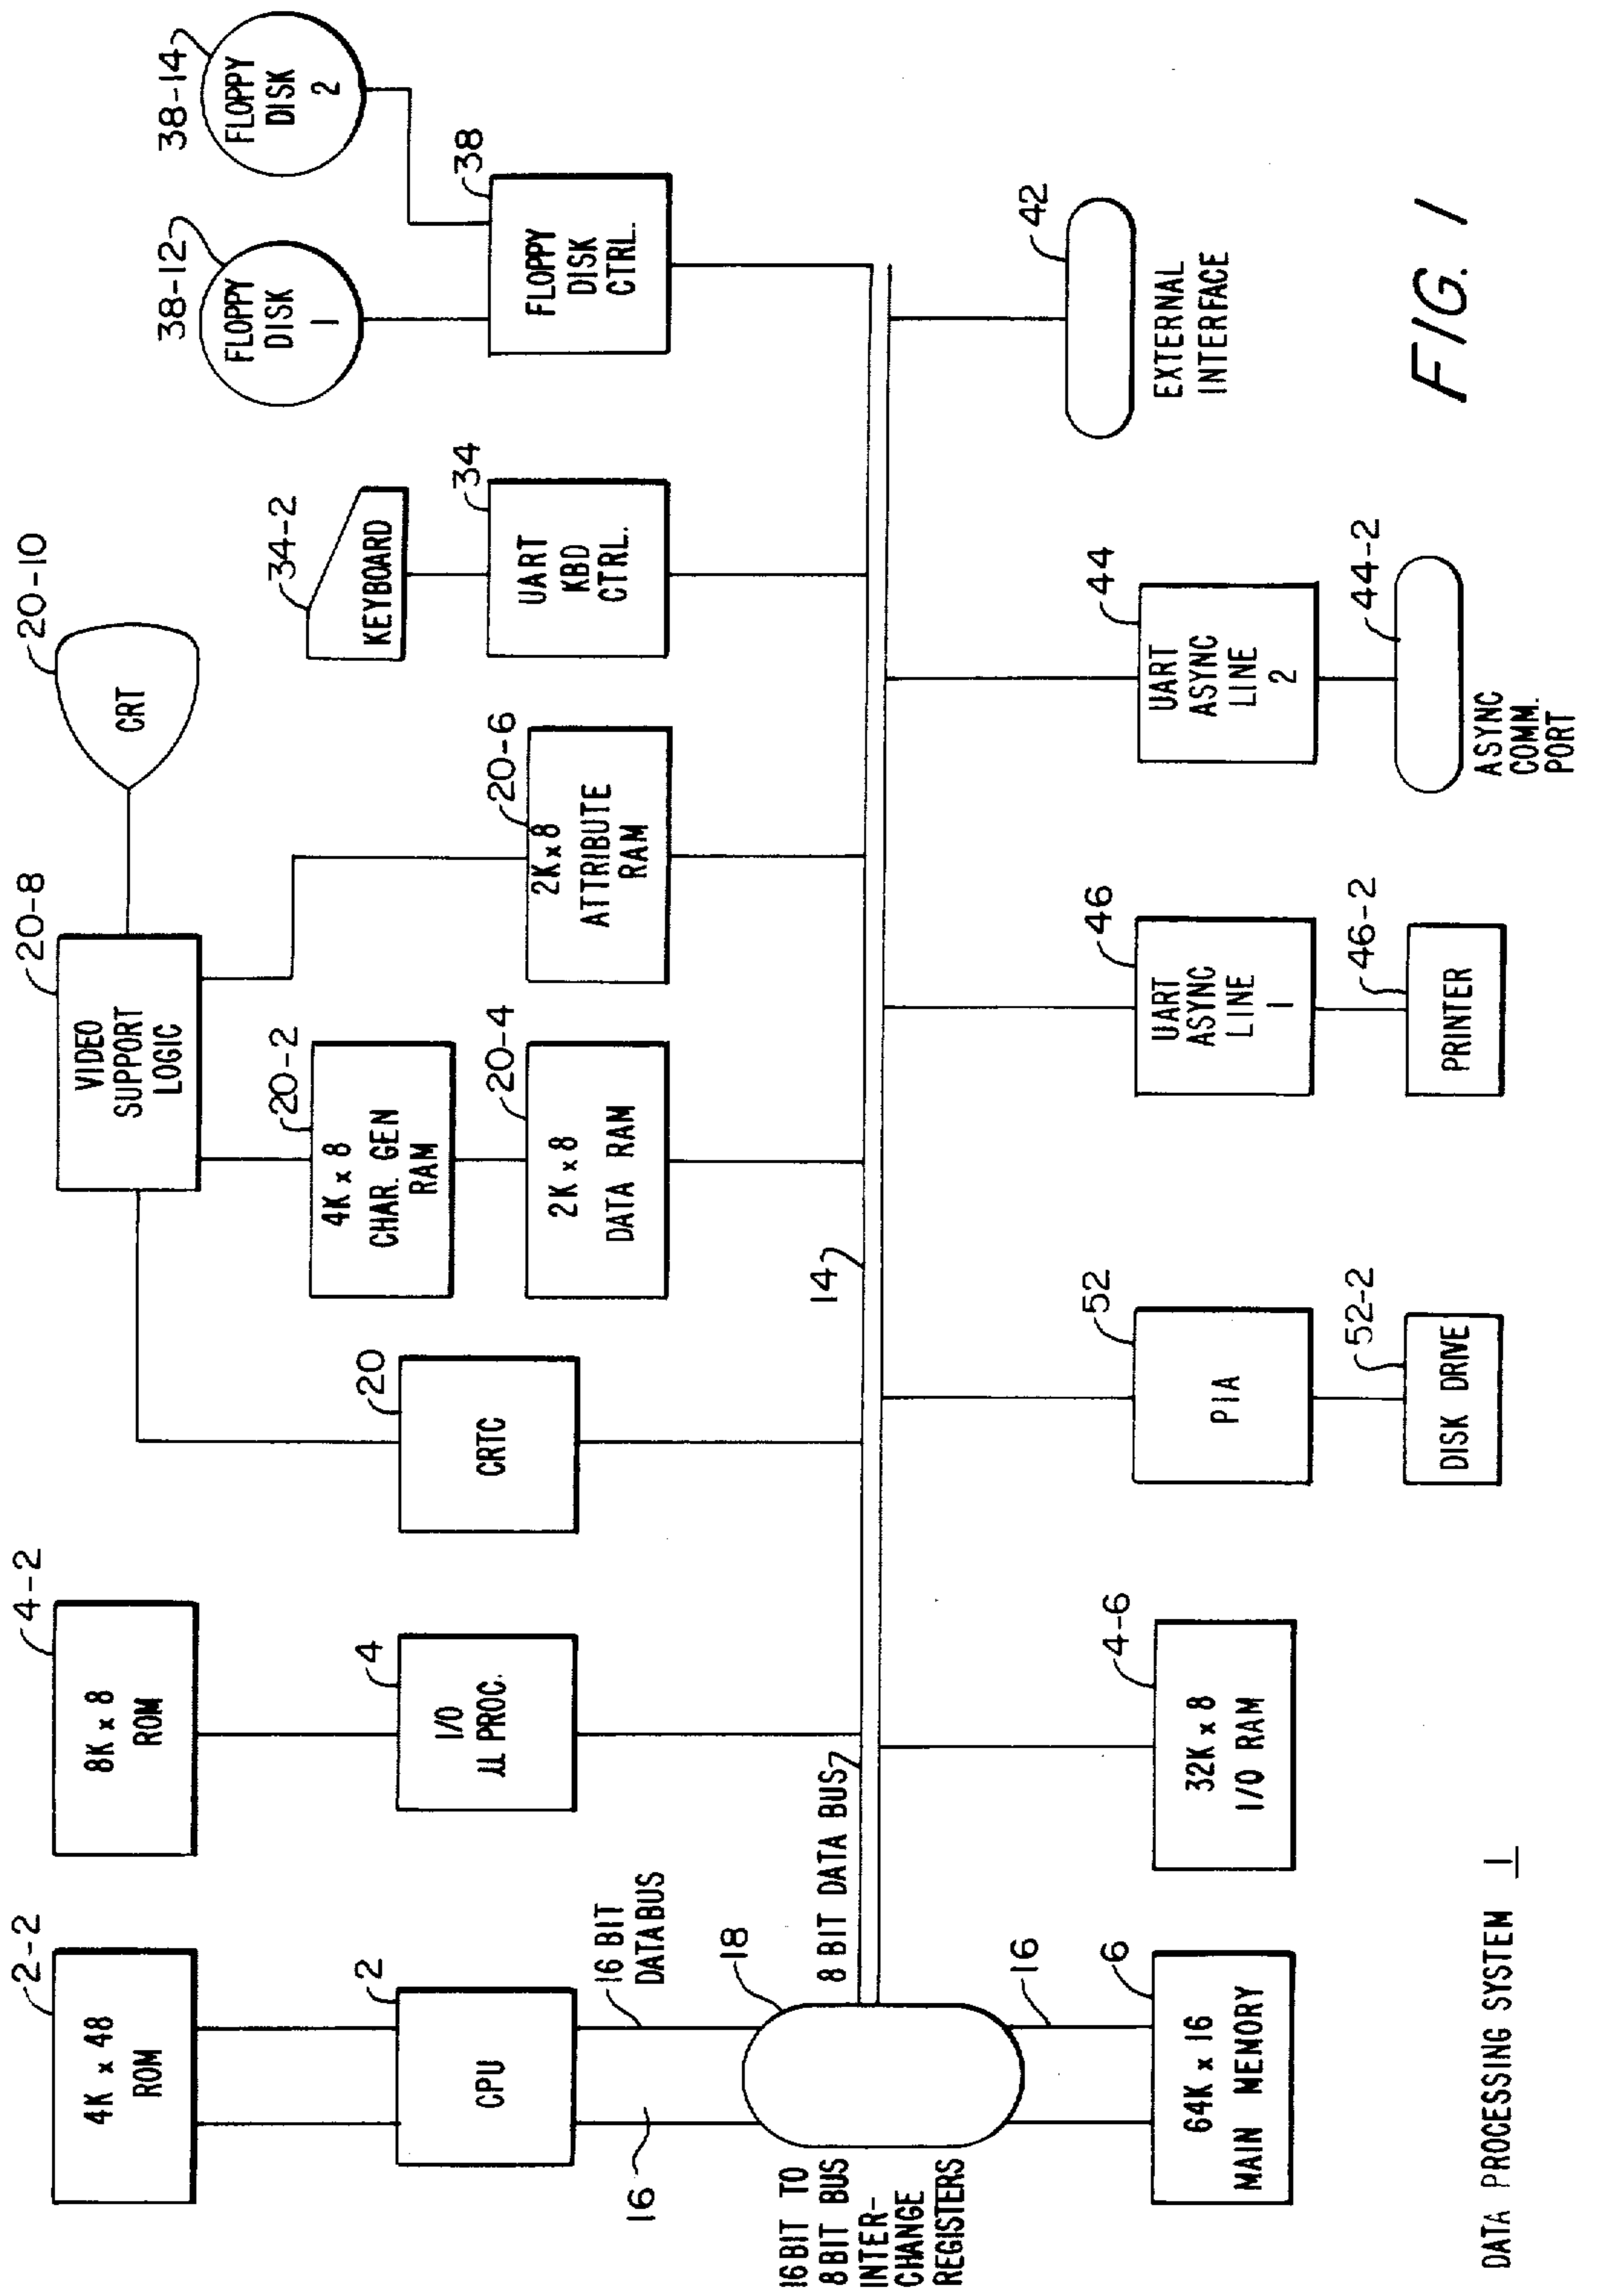 2-2
4K x 48
ROM
4-2
8K x 8
ROM
20-8
VIDEO
SUPPORT
LOGIC
20-10
CRT
38-12
FLOPPY
DISK
1
38-14
FLOPPY
DISK
2
2
CPU
4
I/O
µ PROC.
20
CRTC
20-2
4K x 8
CHAR. GEN
RAM
20-4
2K x 8
DATA RAM
20-6
2K x 8
ATTRIBUTE
RAM
34-2
KEYBOARD
34
UART
KBD
CTRL.
38
FLOPPY
DISK
CTRL.
16
16 BIT
DATA BUS
18
8 BIT DATA BUS
14
16 BIT TO
8 BIT BUS
INTER-
CHANGE
REGISTERS
16
6
64K x 16
MAIN MEMORY
4-6
32K x 8
I/O RAM
52
PIA
52-2
DISK DRIVE
46
UART
ASYNC
LINE
1
46-2
PRINTER
44
UART
ASYNC
LINE
2
44-2
ASYNC
COMM.
PORT
42
EXTERNAL
INTERFACE
DATA PROCESSING SYSTEM 1
FIG. 1